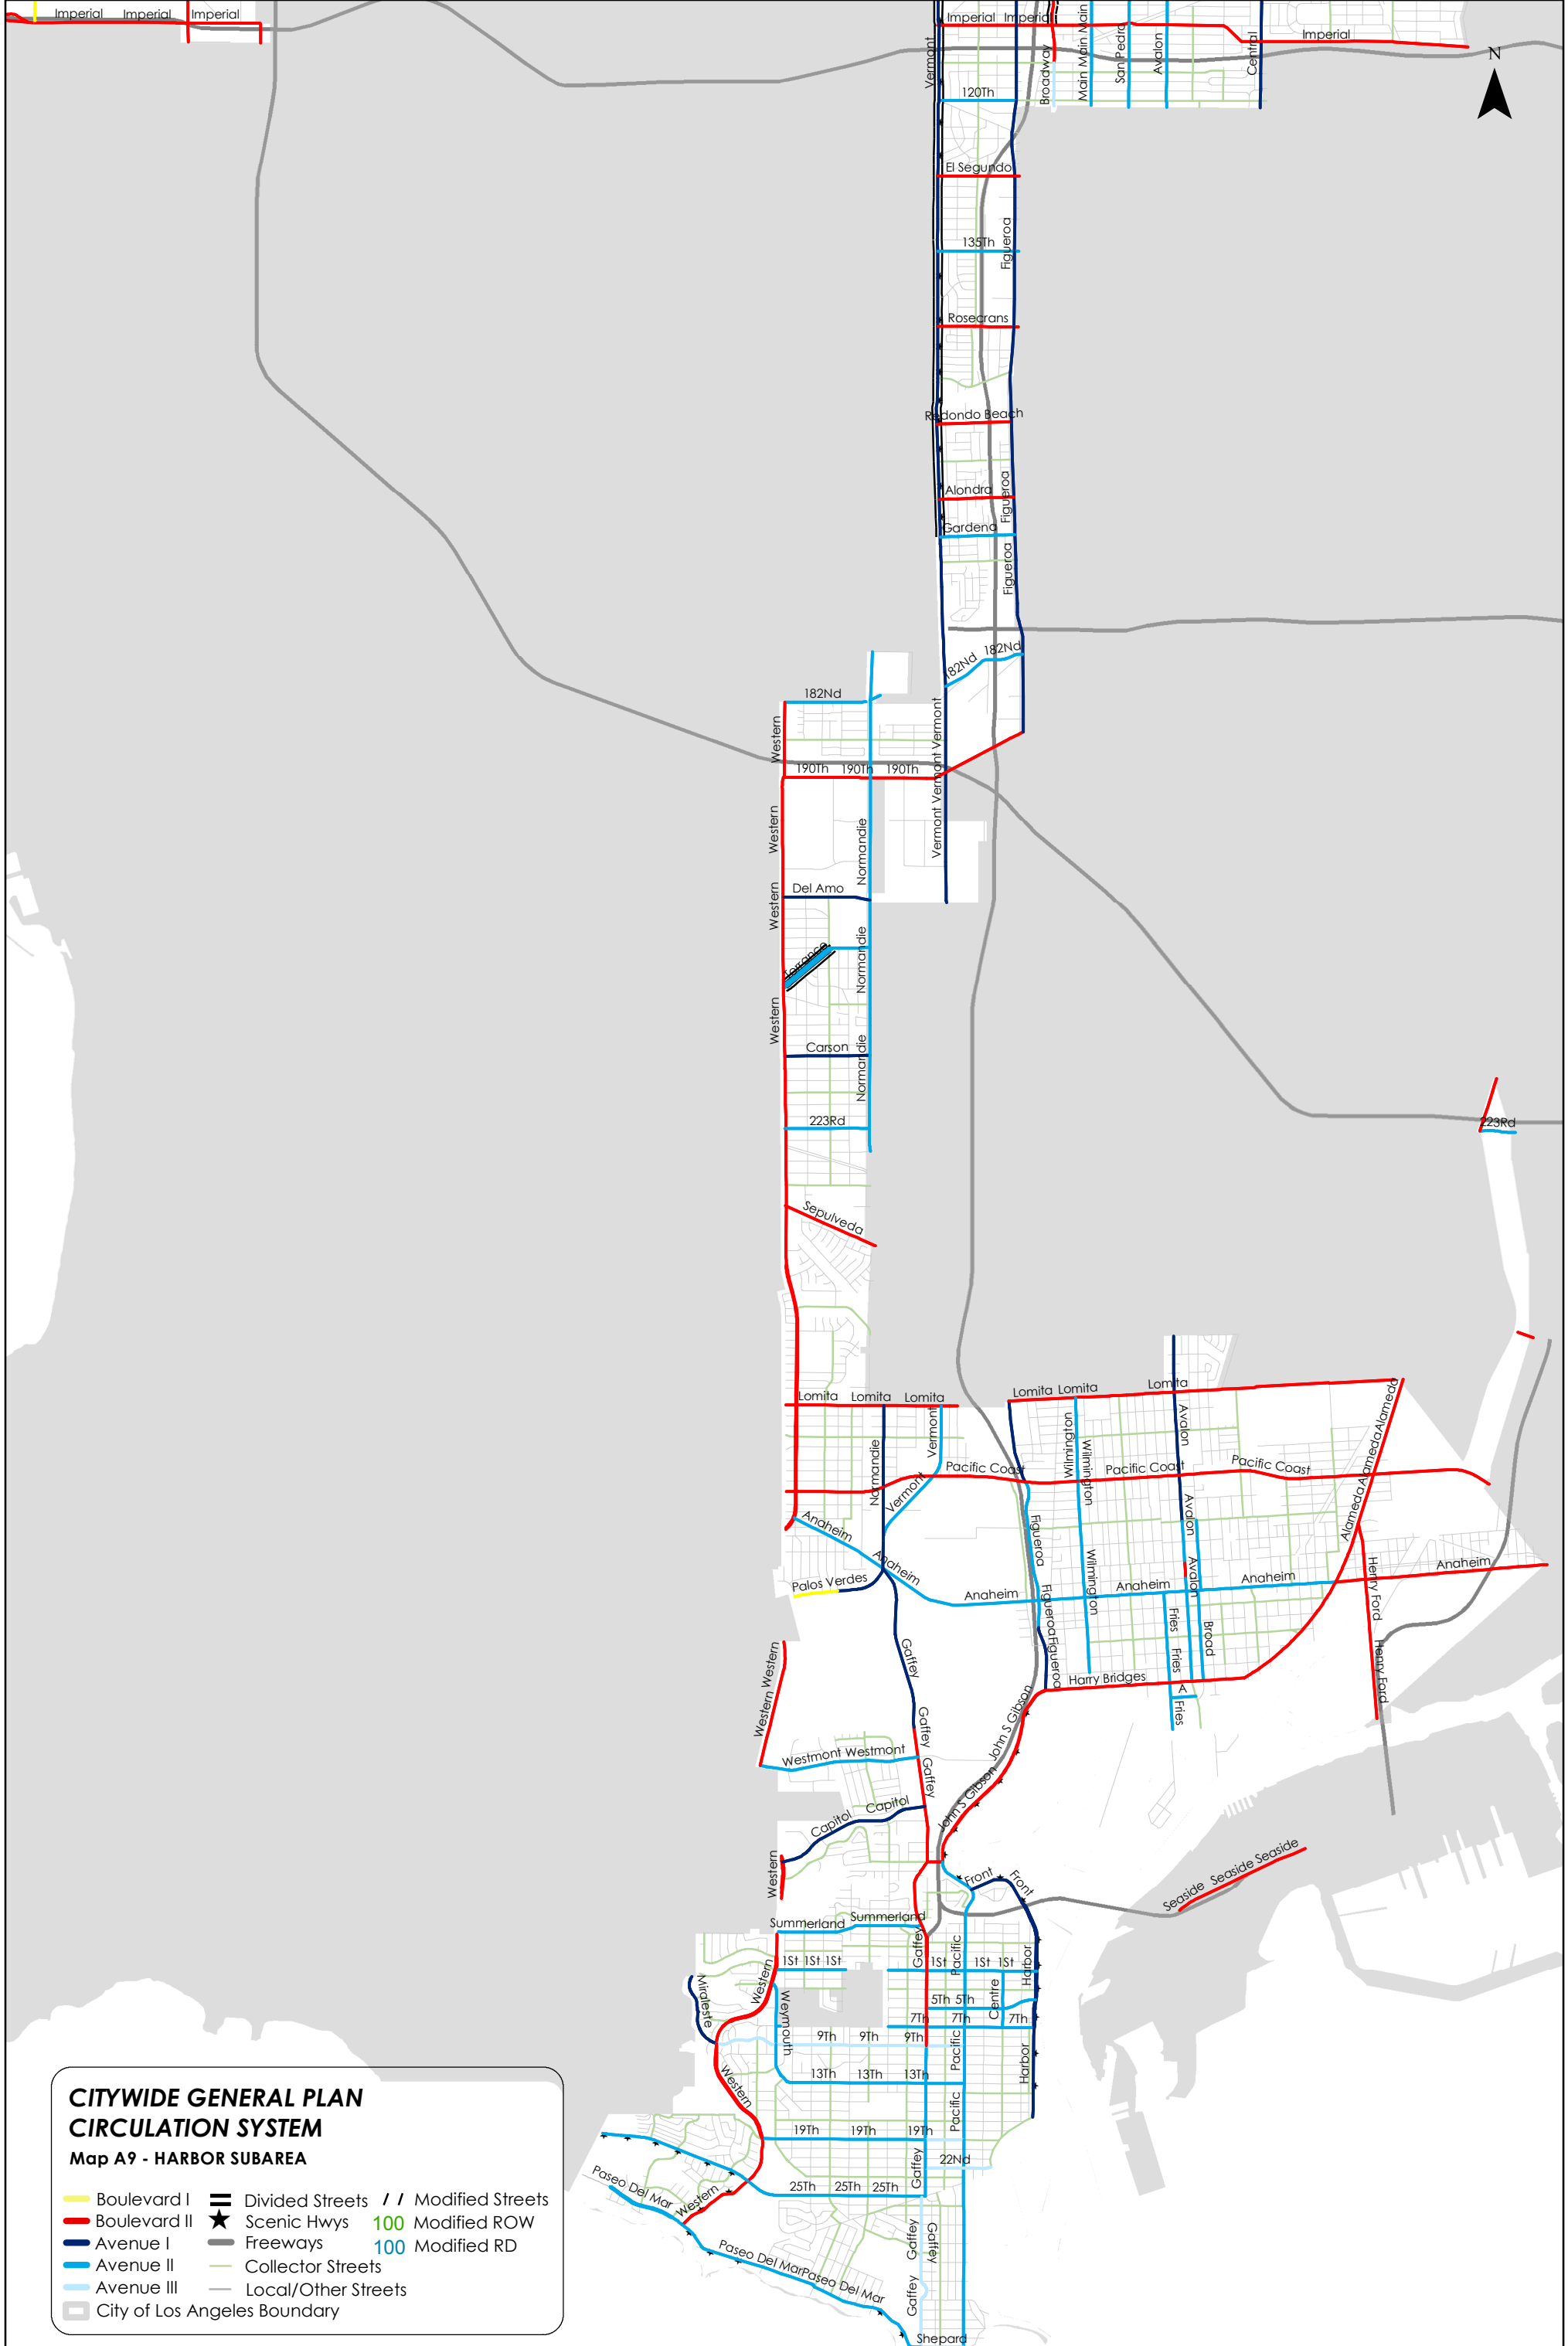 Imperial Imperial Imperial
Imperial Imperial
Imperial
N
Vermont
Broadway
Main Main Main
San Pedro
Avalon
Central
120Th
El Segundo
135Th
Figueroa
Rosecrans
Redondo Beach
Alondra
Figueroa
Gardena
Figueroa
182Nd 182Nd
182Nd
Western
Vermont Vermont Vermont
190Th 190Th 190Th
Western
Normandie
Del Amo
Western
Torrance
Normandie
Western
Carson
Normandie
223Rd
223Rd
Sepulveda
Lomita Lomita Lomita
Lomita Lomita
Lomita
Alameda Alameda Alameda
Vermont
Normandie
Wilmington
Wilmington
Avalon
Pacific Coast
Pacific Coast
Pacific Coast
Vermont
Anaheim
Anaheim
Figueroa
Avalon
Wilmington
Avalon
Palos Verdes
Anaheim
Anaheim
Anaheim
Anaheim
Henry Ford
Figueroa Figueroa
Fries
Fries
Broad
Gaffey
Western Western
Harry Bridges
A
Fries
Henry Ford
Gaffey
John S Gibson
Westmont Westmont
Gaffey
John S Gibson
Capitol Capitol
Western
Front Front
Seaside Seaside Seaside
Summerland Summerland
Gaffey
Pacific
Harbor
1St 1St 1St
1St 1St 1St
Western
Miraleste
Weymouth
Centre
5Th 5Th
7Th 7Th 7Th
9Th 9Th 9Th
Pacific
Harbor
13Th 13Th 13Th
Western
Pacific
19Th 19Th 19Th
22Nd
Gaffey
25Th 25Th 25Th
Paseo Del Mar
Western
Gaffey
Gaffey
Paseo Del Mar Paseo Del Mar
Gaffey
Shepard
CITYWIDE GENERAL PLAN
CIRCULATION SYSTEM
Map A9 - HARBOR SUBAREA
Boulevard I
Boulevard II
Avenue I
Avenue II
Avenue III
City of Los Angeles Boundary
Divided Streets
Scenic Hwys
Freeways
Collector Streets
Local/Other Streets
/ / Modified Streets
100 Modified ROW
100 Modified RD